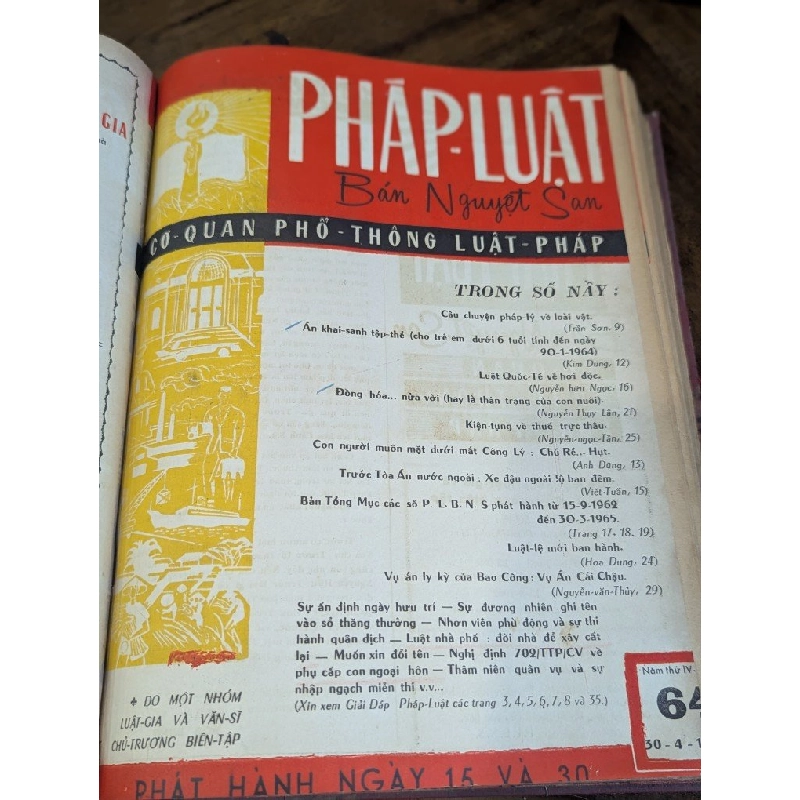 GIA
PHÁP-LUẬT
Bán Nguyệt San
CƠ-QUAN PHỔ-THÔNG LUẬT-PHÁP
TRONG SỐ NẦY :
Câu chuyện pháp-lý về loài vật.
(Trần Sơn, 9)
Án khai-sanh tập-thể (cho trẻ em dưới 6 tuổi tính đến ngày
90-1-1964)
(Kim Dung, 12)
Luật Quốc-Tế về hơi độc.
(Nguyễn hữu Ngọc, 16)
Đồng hóa... nửa vời (hay là thân trạng của con nuôi).
(Nguyễn Thụy Lân, 21)
Kiện-tụng về thuế trực thâu.
(Nguyễn-ngọc-Tân, 25)
Con người muôn mặt dưới mắt Công Lý : Chú Rể... Hụt.
(Anh Đông, 13)
Trước Tòa Án nước ngoài : Xe đậu ngoài lộ ban đêm.
(Viết-Tuấn, 15)
Bản Tổng Mục các số P. L. B. N. S phát hành từ 15-9-1962
đến 30-3-1965.
(Trang 17, 18, 19)
Luật-lệ mới ban hành.
(Hoa Dung, 24)
Vụ án ly kỳ của Bao Công : Vụ Án Cái Chậu.
(Nguyễn-văn-Thủy, 29)
Sự ấn định ngày hưu trí — Sự đương nhiên ghi tên
vào sổ thăng thưởng — Nhơn viên phù động và sự thi
hành quân dịch — Luật nhà phố : dời nhà để xây cất
lại — Muốn xin đổi tên — Nghị định 702/TTP/CV về
phụ cấp con ngoại hôn — Thâm niên quân vụ và sự
nhập ngạch miễn thi v.v...
(Xin xem Giải Đáp Pháp-Luật các trang 3, 4, 5, 6, 7, 8 và 35.)
♦ DO MỘT NHÓM
LUẬT-GIA VÀ VĂN-SĨ
CHỦ-TRƯƠNG BIÊN-TẬP
Năm thứ IV
64
30-4-1
PHÁT HÀNH NGÀY 15 VÀ 30